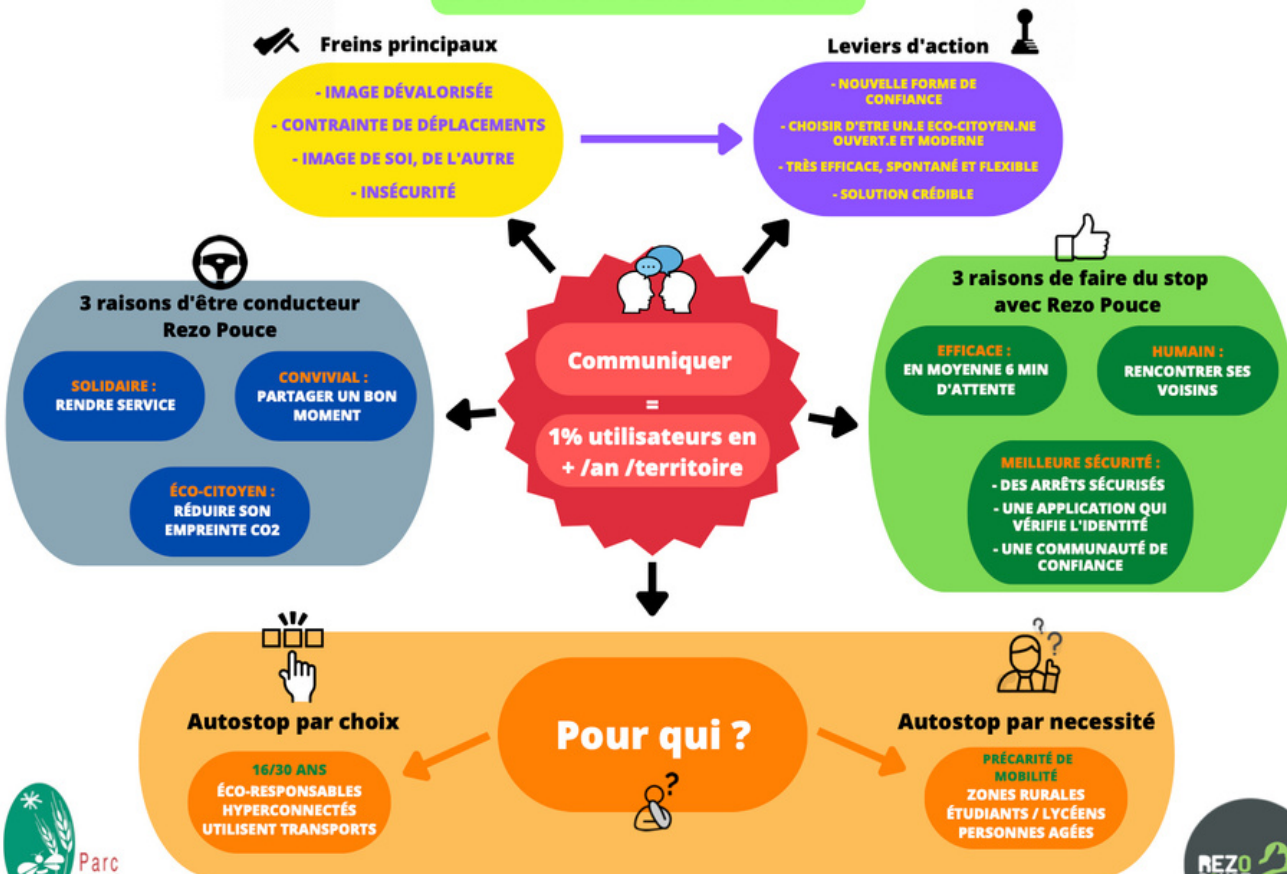 Freins principaux
- IMAGE DÉVALORISÉE
- CONTRAINTE DE DÉPLACEMENTS
- IMAGE DE SOI, DE L'AUTRE
- INSÉCURITÉ
Leviers d'action
- NOUVELLE FORME DE
CONFIANCE
- CHOISIR D'ETRE UN.E ECO-CITOYEN.NE
OUVERT.E ET MODERNE
- TRÈS EFFICACE, SPONTANÉ ET FLEXIBLE
- SOLUTION CRÉDIBLE
3 raisons d'être conducteur
Rezo Pouce
SOLIDAIRE :
RENDRE SERVICE
CONVIVIAL :
PARTAGER UN BON
MOMENT
ÉCO-CITOYEN :
RÉDUIRE SON
EMPREINTE CO2
Communiquer
=
1% utilisateurs en
+ /an /territoire
3 raisons de faire du stop
avec Rezo Pouce
EFFICACE :
EN MOYENNE 6 MIN
D'ATTENTE
HUMAIN :
RENCONTRER SES
VOISINS
MEILLEURE SÉCURITÉ :
- DES ARRÊTS SÉCURISÉS
- UNE APPLICATION QUI
VÉRIFIE L'IDENTITÉ
- UNE COMMUNAUTÉ DE
CONFIANCE
Pour qui ?
Autostop par choix
16/30 ANS
ÉCO-RESPONSABLES
HYPERCONNECTÉS
UTILISENT TRANSPORTS
Autostop par necessité
PRÉCARITÉ DE
MOBILITÉ
ZONES RURALES
ÉTUDIANTS / LYCÉENS
PERSONNES AGÉES
Parc
REZO